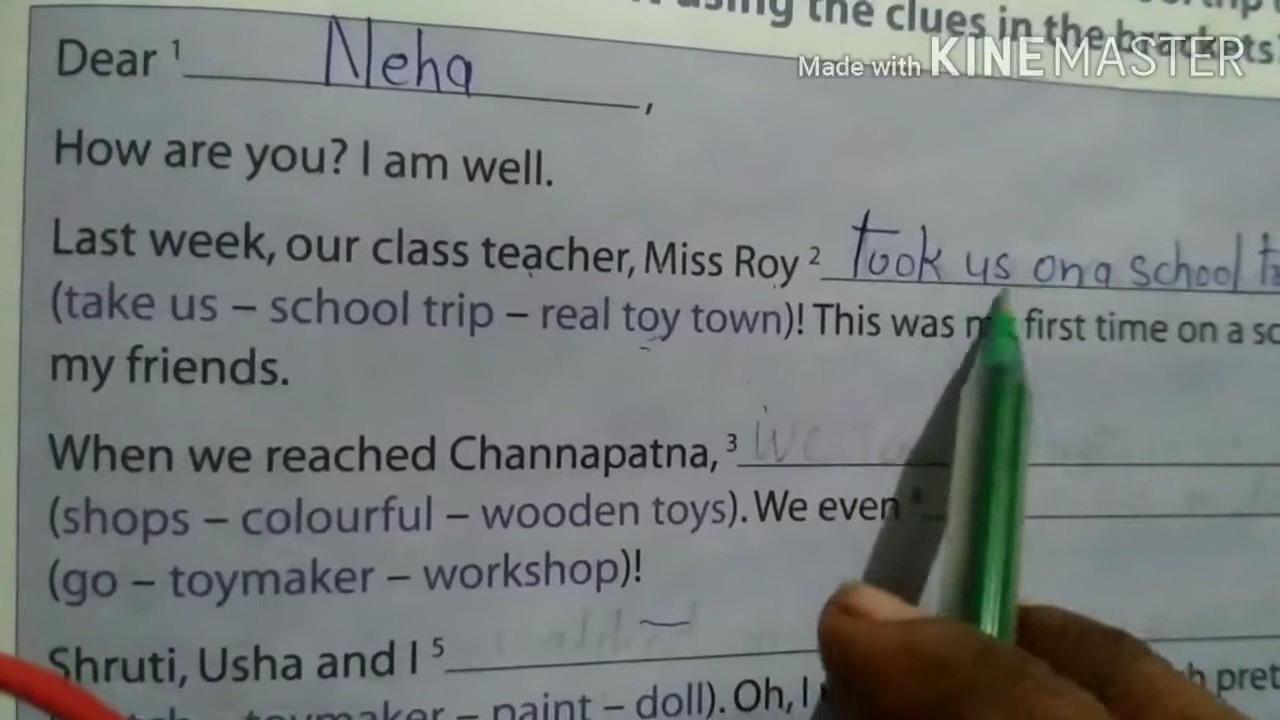 using the clues in the brackets
Made with KINEMASTER
Dear ¹ Neha ,
How are you? I am well.
Last week, our class teacher, Miss Roy ² took us on a school
(take us – school trip – real toy town)! This was first time on a
my friends.
When we reached Channapatna, ³ we
(shops – colourful – wooden toys). We even
(go – toymaker – workshop)!
Shruti, Usha and I ⁵
toymaker – paint – doll). Oh, I